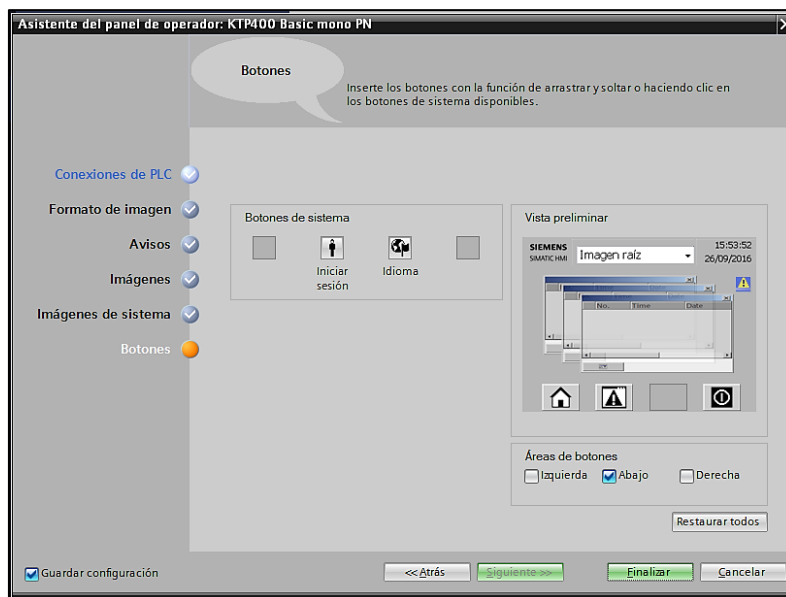 Asistente del panel de operador: KTP400 Basic mono PN
Botones
Inserte los botones con la función de arrastrar y soltar o haciendo clic en
los botones de sistema disponibles.
Conexiones de PLC
Formato de imagen
Avisos
Imágenes
Imágenes de sistema
Botones
Botones de sistema
Iniciar
sesión
Idioma
Vista preliminar
SIEMENS
SIMATIC HMI
Imagen raíz
15:53:52
26/09/2016
No. Time Date
Áreas de botones
Izquierda
Abajo
Derecha
Restaurar todos
Guardar configuración
<< Atrás
Siguiente >>
Finalizar
Cancelar